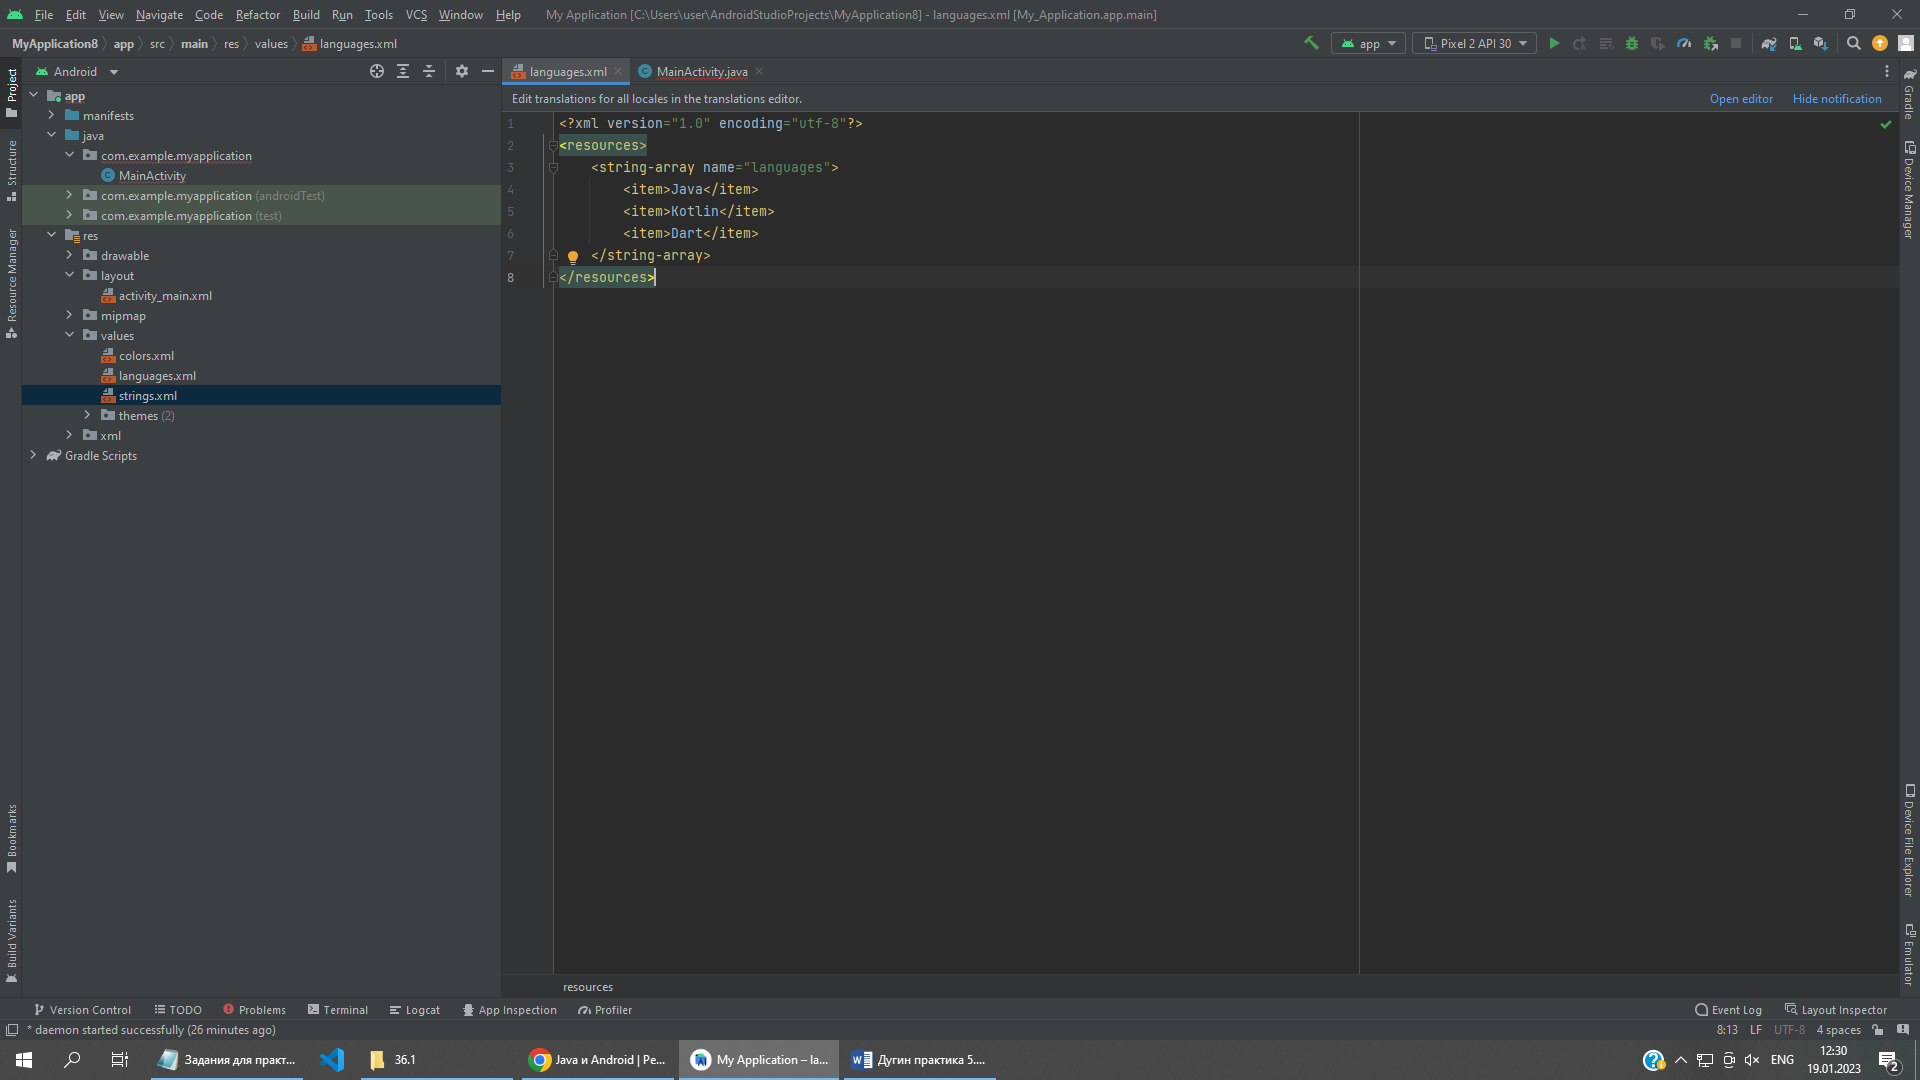 File Edit View Navigate Code Refactor Build Run Tools VCS Window Help My Application [C:\Users\user\AndroidStudioProjects\MyApplication8] - languages.xml [My_Application.app.main]
MyApplication8 app src main res values languages.xml app Pixel 2 API 30
Project
Structure
Resource Manager
Bookmarks
Build Variants
Android
app
manifests
java
com.example.myapplication
MainActivity
com.example.myapplication (androidTest)
com.example.myapplication (test)
res
drawable
layout
activity_main.xml
mipmap
values
colors.xml
languages.xml
strings.xml
themes (2)
xml
Gradle Scripts
languages.xml MainActivity.java
Edit translations for all locales in the translations editor. Open editor Hide notification
1 <?xml version="1.0" encoding="utf-8"?>
2 <resources>
3 <string-array name="languages">
4 <item>Java</item>
5 <item>Kotlin</item>
6 <item>Dart</item>
7 </string-array>
8 </resources>
resources
Gradle
Device Manager
Device File Explorer
Emulator
Version Control TODO Problems Terminal Logcat App Inspection Profiler Event Log Layout Inspector
* daemon started successfully (26 minutes ago) 8:13 LF UTF-8 4 spaces
Задания для практ... 36.1 Java и Android | Ре... My Application – la... Дугин практика 5.... ENG 12:30
19.01.2023 2